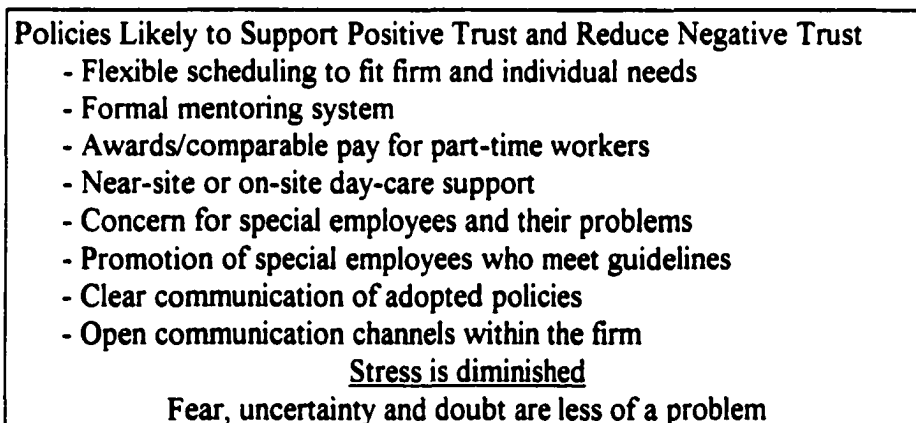 Policies Likely to Support Positive Trust and Reduce Negative Trust
- Flexible scheduling to fit firm and individual needs
- Formal mentoring system
- Awards/comparable pay for part-time workers
- Near-site or on-site day-care support
- Concern for special employees and their problems
- Promotion of special employees who meet guidelines
- Clear communication of adopted policies
- Open communication channels within the firm
Stress is diminished
Fear, uncertainty and doubt are less of a problem